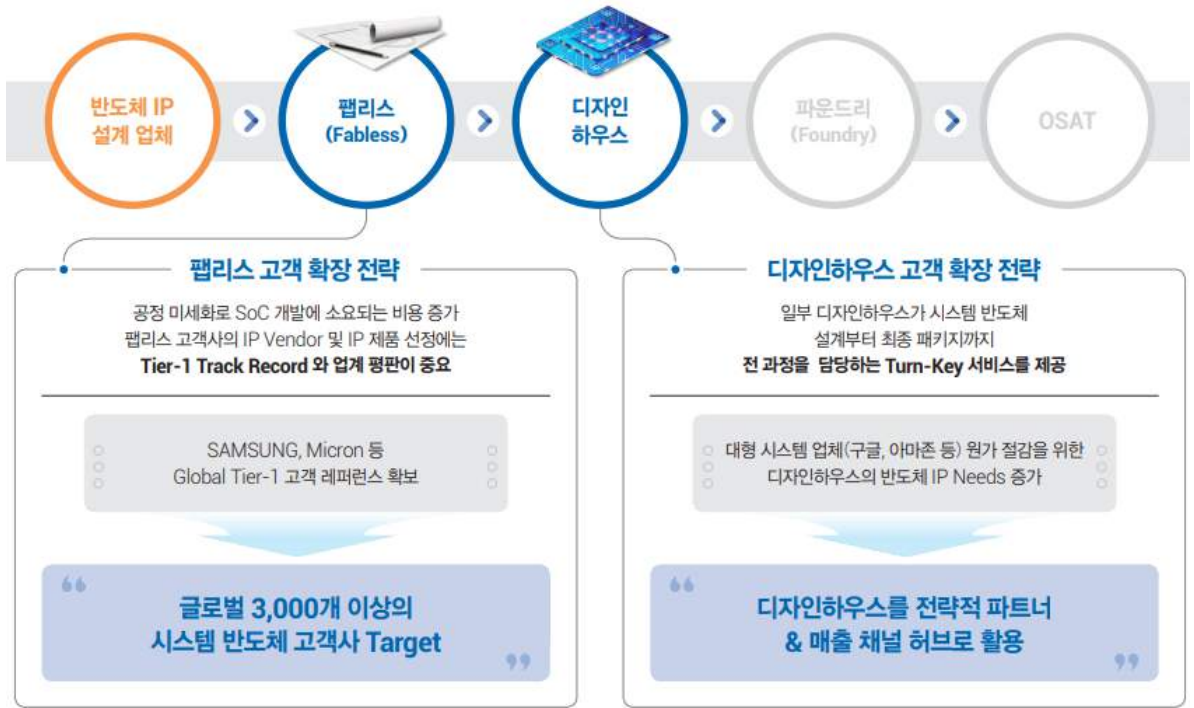 반도체 IP
설계 업체
팹리스
(Fabless)
디자인
하우스
파운드리
(Foundry)
OSAT
팹리스 고객 확장 전략
공정 미세화로 SoC 개발에 소요되는 비용 증가
팹리스 고객사의 IP Vendor 및 IP 제품 선정에는
Tier-1 Track Record 와 업계 평판이 중요
SAMSUNG, Micron 등
Global Tier-1 고객 레퍼런스 확보
“
글로벌 3,000개 이상의
시스템 반도체 고객사 Target
”
디자인하우스 고객 확장 전략
일부 디자인하우스가 시스템 반도체
설계부터 최종 패키지까지
전 과정을 담당하는 Turn-Key 서비스를 제공
대형 시스템 업체(구글, 아마존 등) 원가 절감을 위한
디자인하우스의 반도체 IP Needs 증가
“
디자인하우스를 전략적 파트너
& 매출 채널 허브로 활용
”